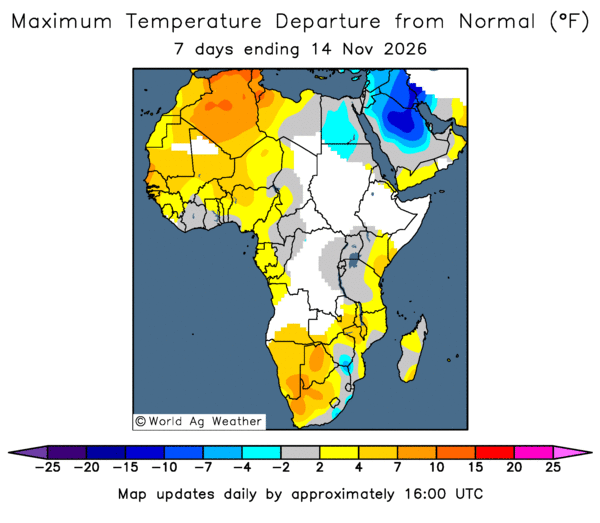 Maximum Temperature Departure from Normal (°F)
7 days ending 14 Nov 2026
©World Ag Weather
-25 -20 -15 -10 -7 -4 -2 2 4 7 10 15 20 25
Map updates daily by approximately 16:00 UTC